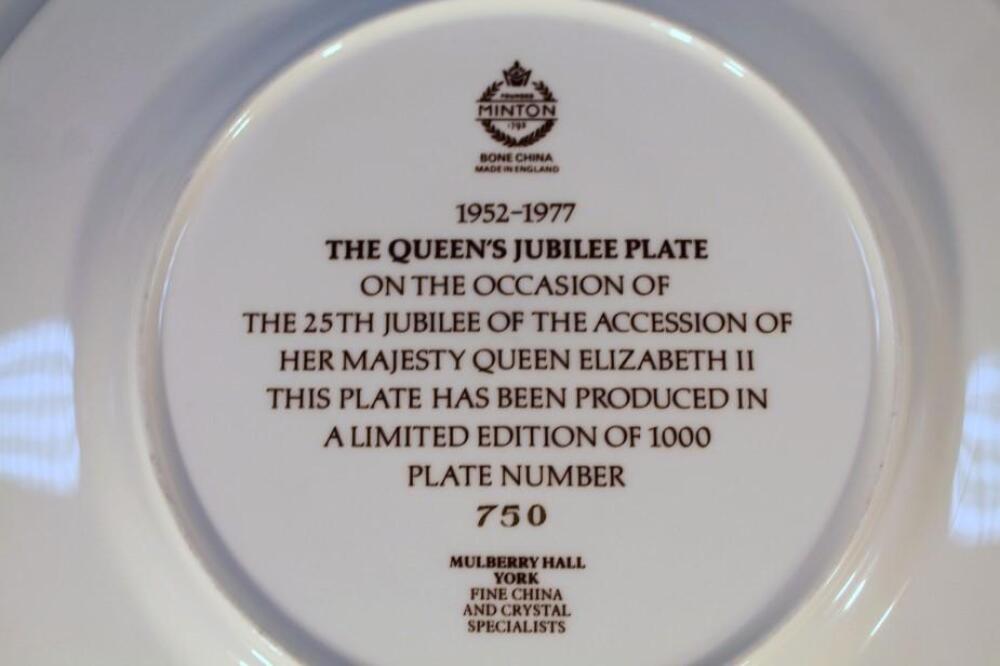 FOUNDED
MINTON
1793
BONE CHINA
MADE IN ENGLAND
1952-1977
THE QUEEN'S JUBILEE PLATE
ON THE OCCASION OF
THE 25TH JUBILEE OF THE ACCESSION OF
HER MAJESTY QUEEN ELIZABETH II
THIS PLATE HAS BEEN PRODUCED IN
A LIMITED EDITION OF 1000
PLATE NUMBER
750
MULBERRY HALL
YORK
FINE CHINA
AND CRYSTAL
SPECIALISTS